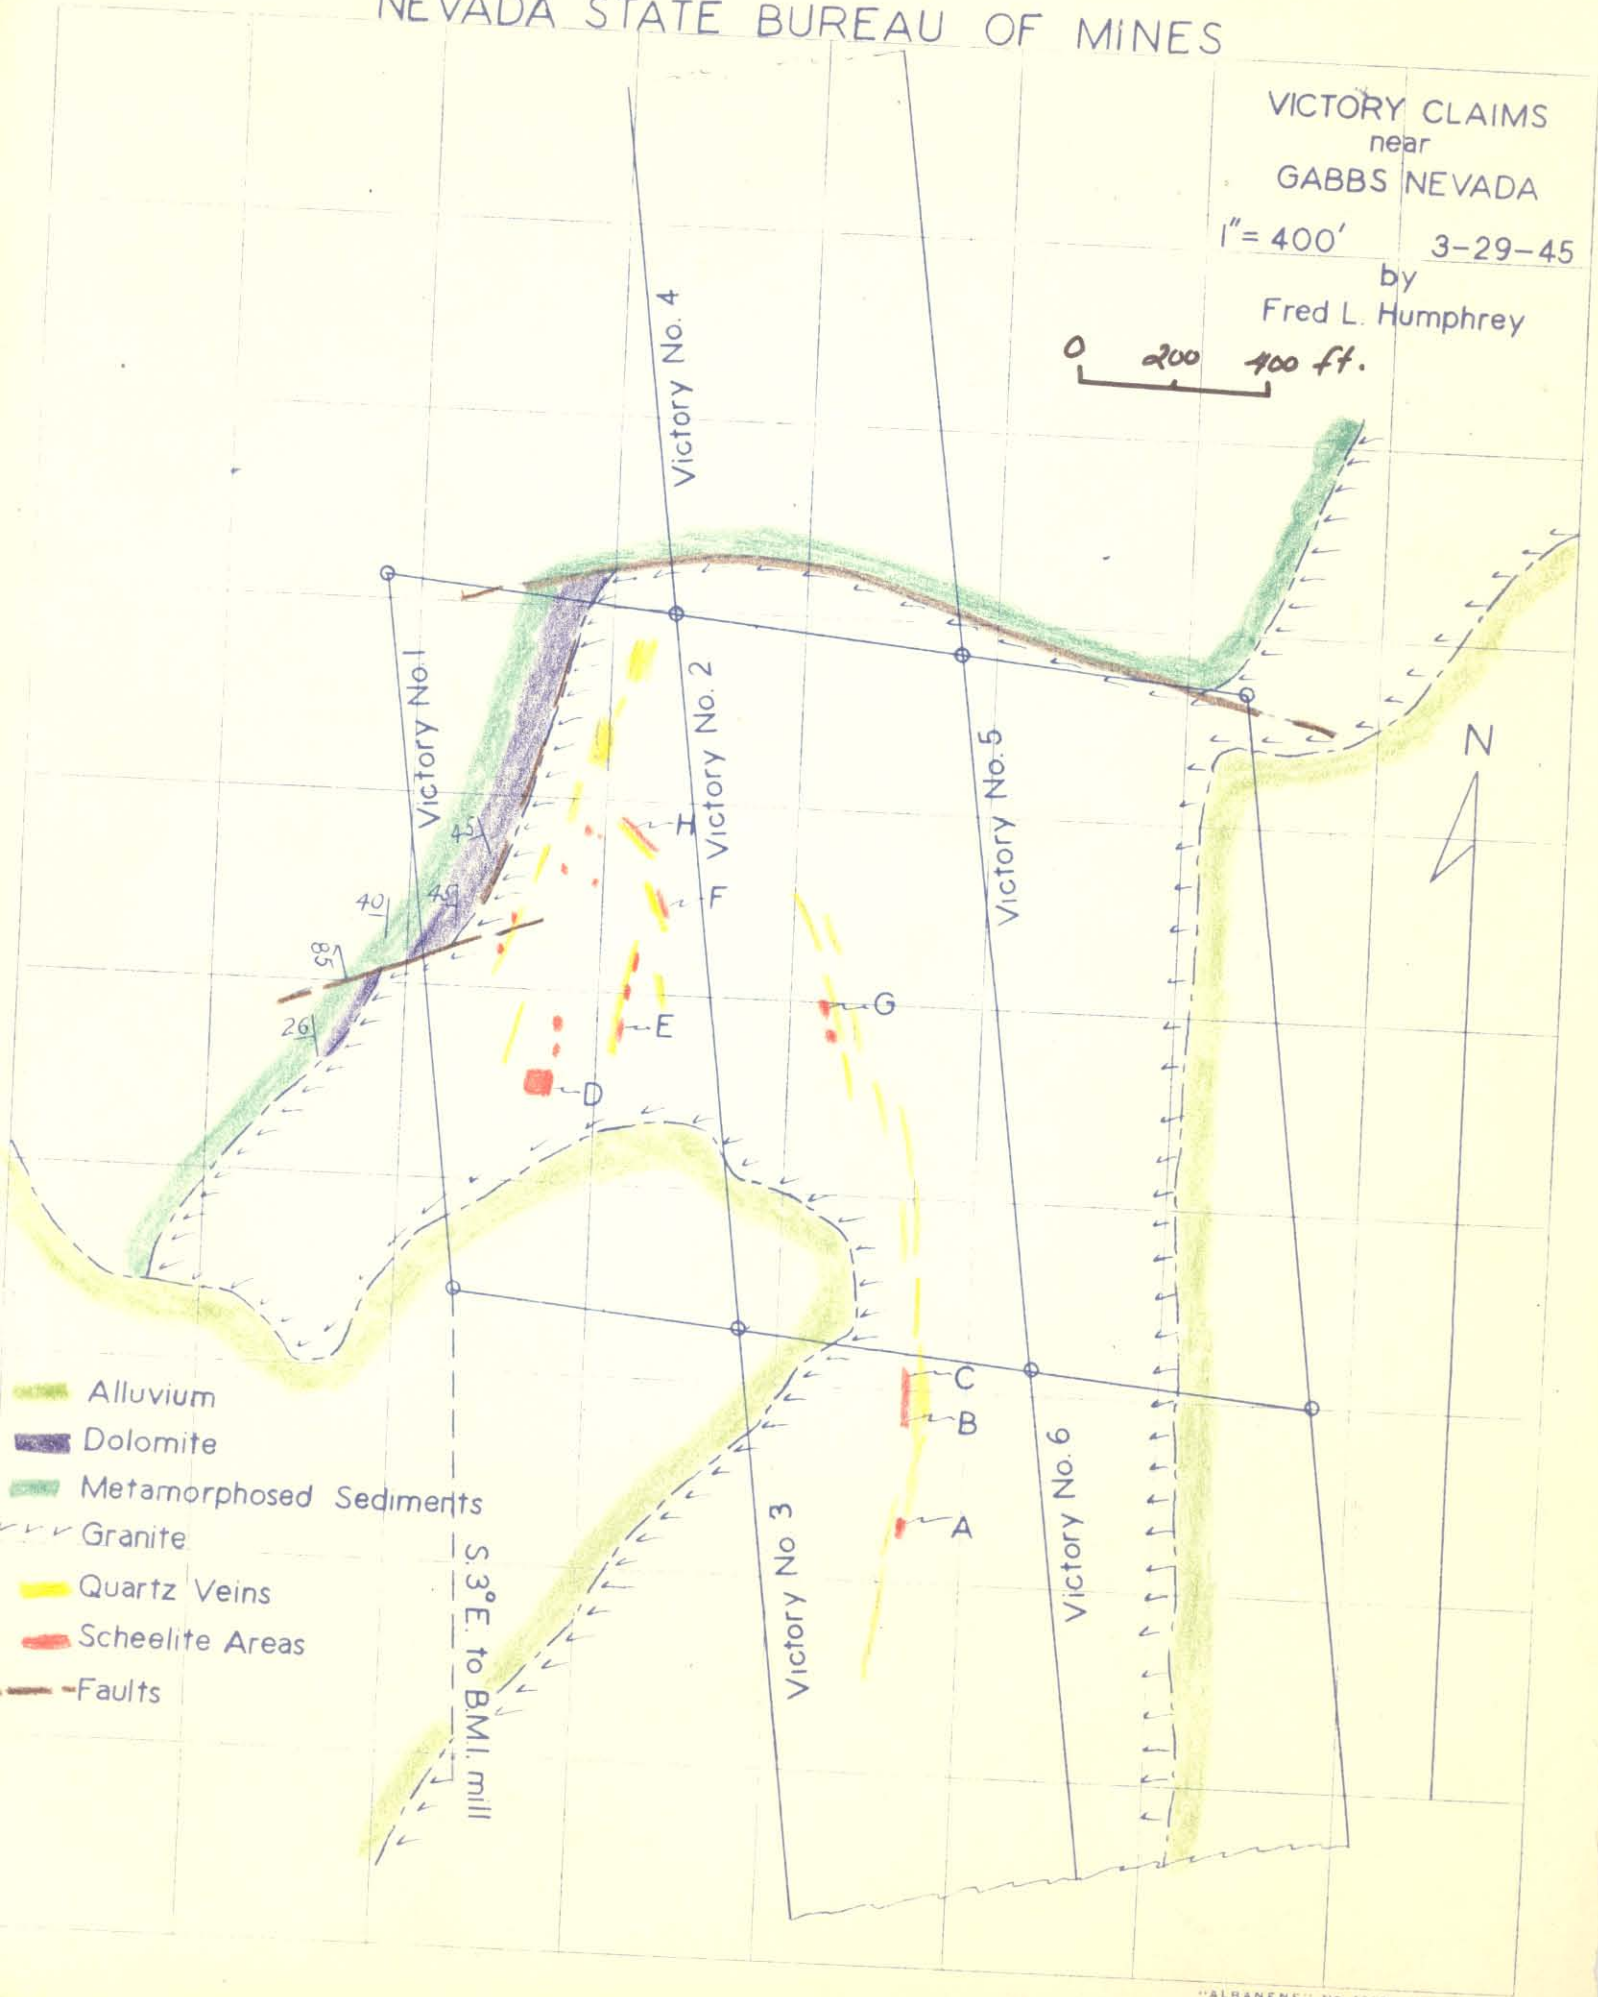 NEVADA STATE BUREAU OF MINES
VICTORY CLAIMS
near
GABBS NEVADA
1"= 400' 3-29-45
by
Fred L. Humphrey
0 200 400 ft.
Victory No. 4
Victory No. 1
Victory No. 2
Victory No. 5
N
45
H
40
45
F
85
26
E
G
D
C
B
A
Victory No 3
Victory No. 6
S.3°E. to B.M.I. mill
Alluvium
Dolomite
Metamorphosed Sediments
Granite
Quartz Veins
Scheelite Areas
Faults